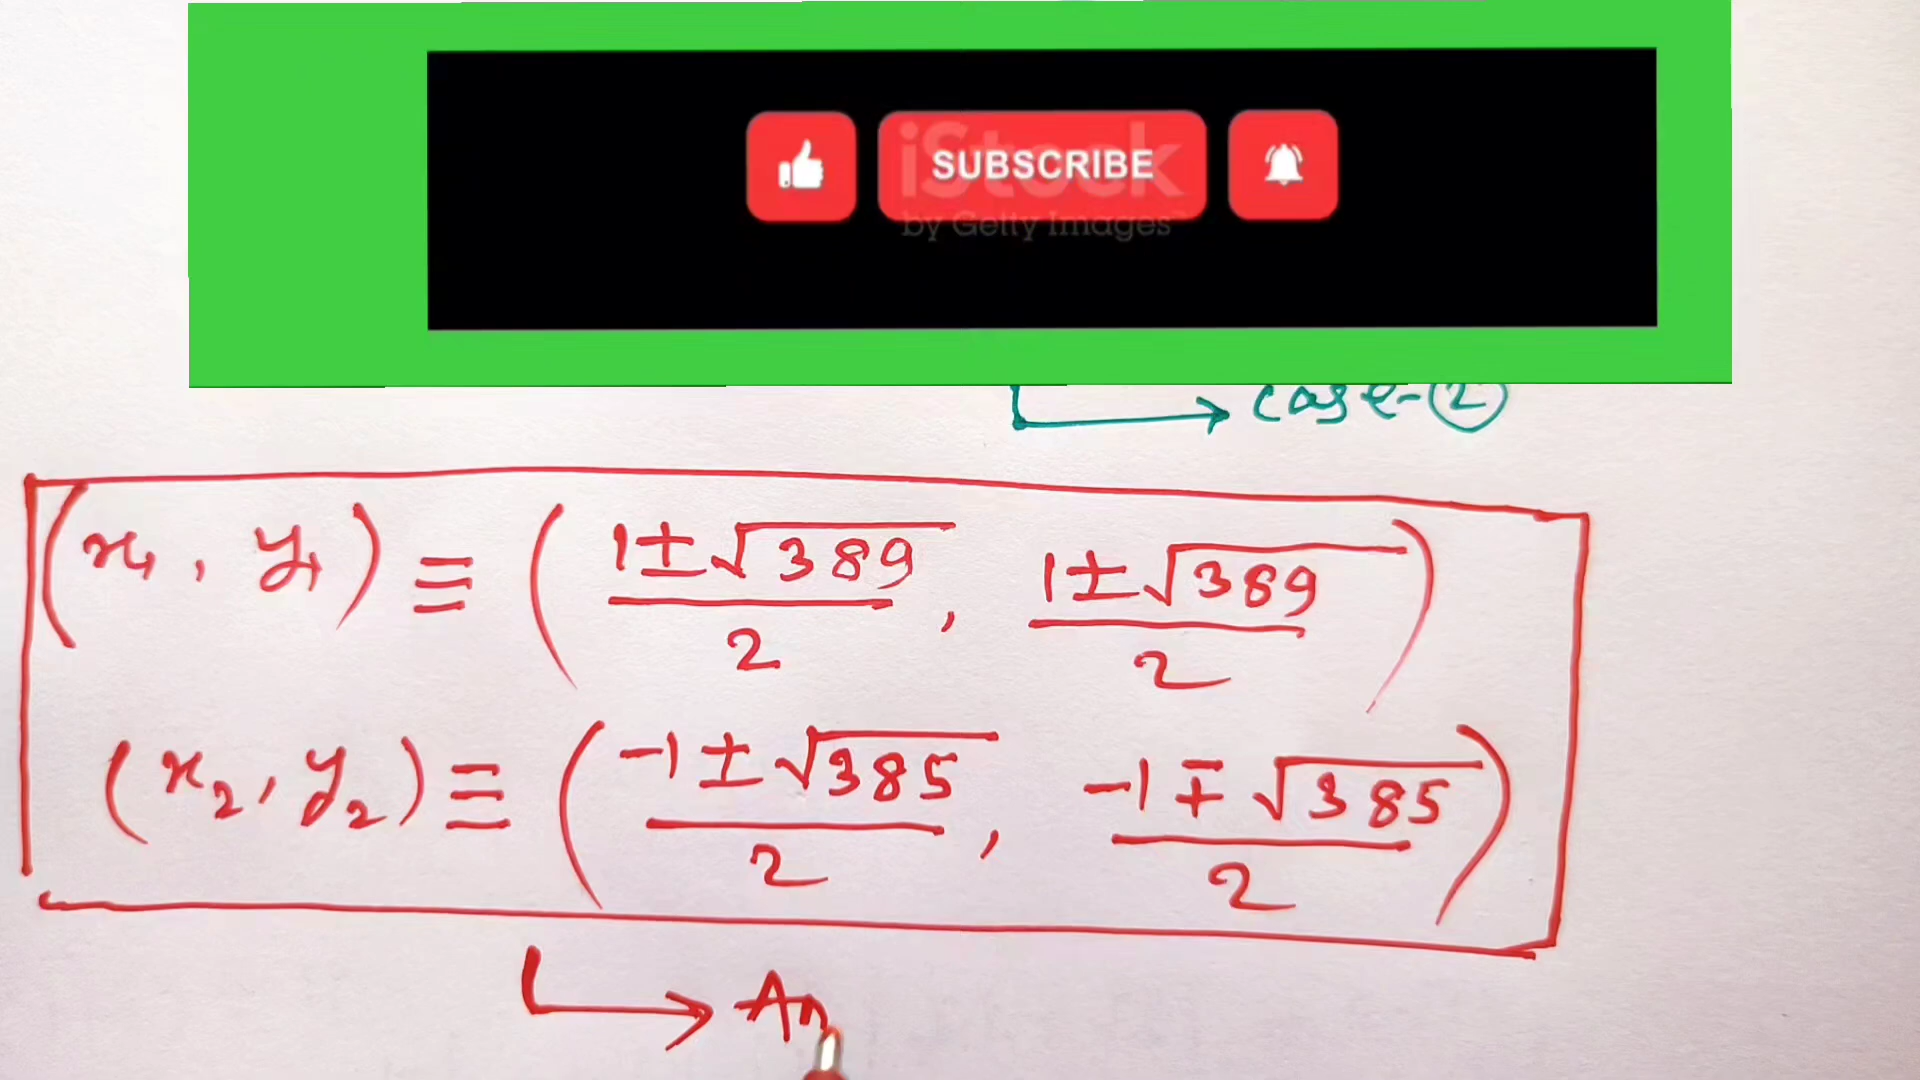 SUBSCRIBE
iStock
by Getty Images
case-②
(x₁, y₁) ≡ ( (1±√389)/2 , (1±√389)/2 )
(x₂, y₂) ≡ ( (-1±√385)/2 , (-1∓√385)/2 )
An